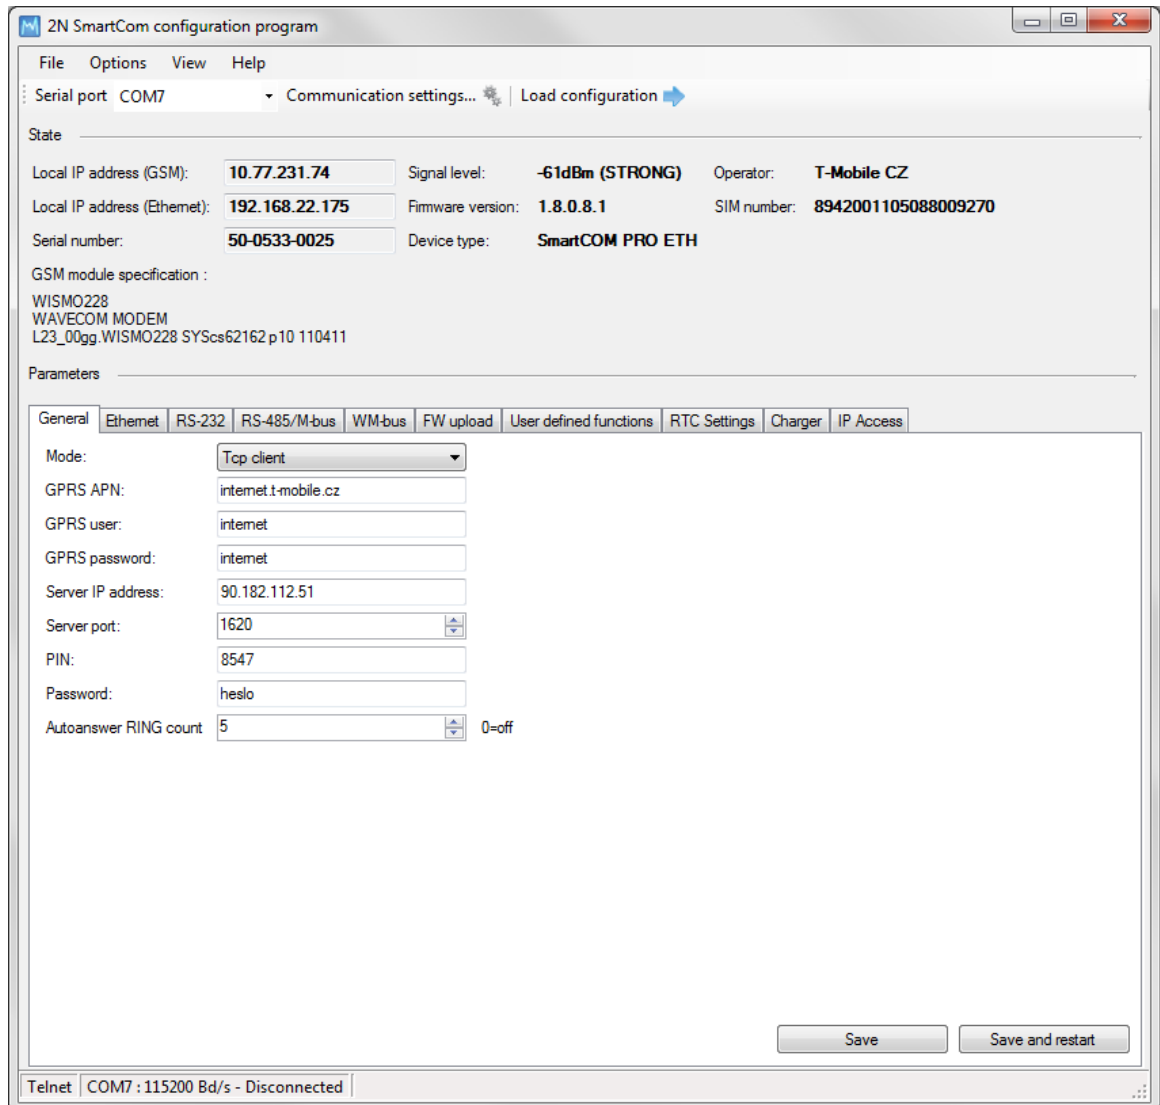 2N SmartCom configuration program
File Options View Help
Serial port COM7 Communication settings... Load configuration
State
Local IP address (GSM): 10.77.231.74 Signal level: -61dBm (STRONG) Operator: T-Mobile CZ
Local IP address (Ethernet): 192.168.22.175 Firmware version: 1.8.0.8.1 SIM number: 8942001105088009270
Serial number: 50-0533-0025 Device type: SmartCOM PRO ETH
GSM module specification :
WISMO228
WAVECOM MODEM
L23_00gg.WISMO228 SYScs62162 p10 110411
Parameters
General Ethernet RS-232 RS-485/M-bus WM-bus FW upload User defined functions RTC Settings Charger IP Access
Mode: Tcp client
GPRS APN: internet.t-mobile.cz
GPRS user: internet
GPRS password: internet
Server IP address: 90.182.112.51
Server port: 1620
PIN: 8547
Password: heslo
Autoanswer RING count 5 0=off
Save Save and restart
Telnet COM7 : 115200 Bd/s - Disconnected